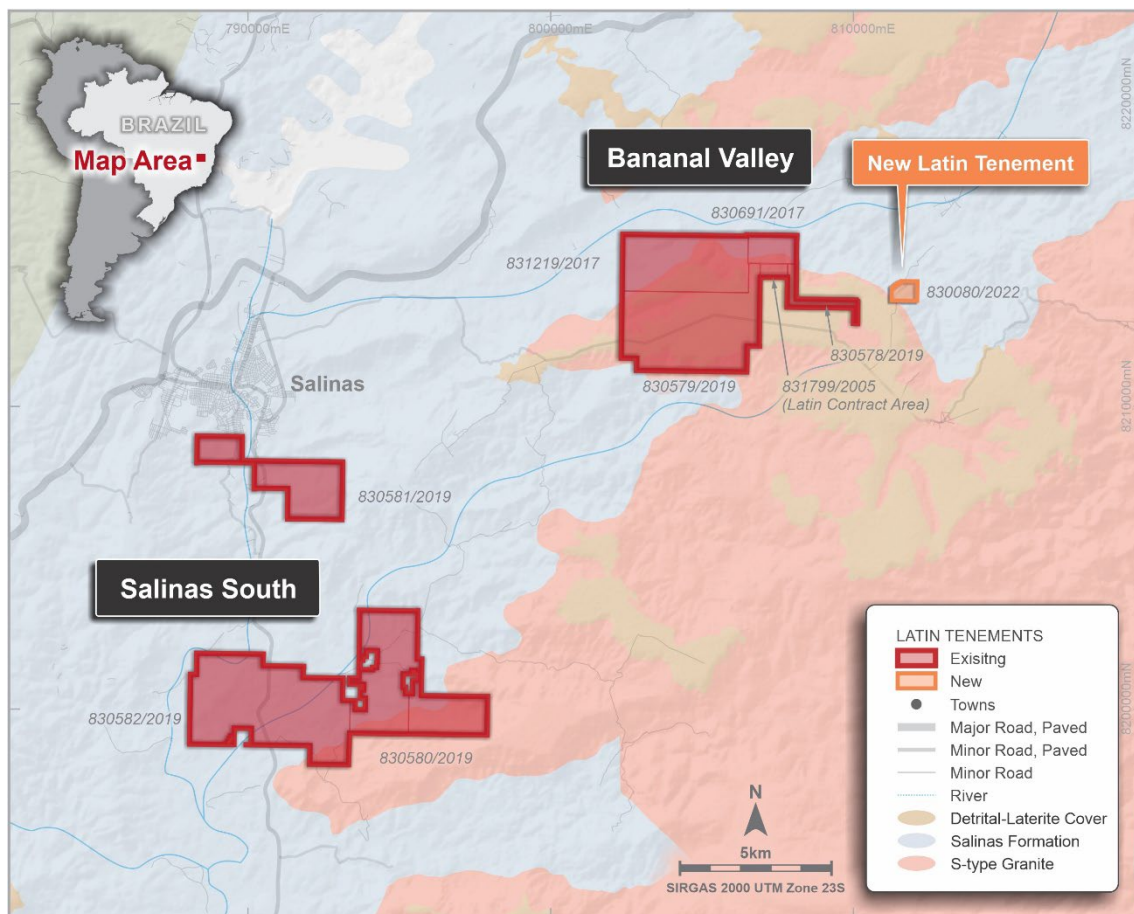 790000mE
800000mE
810000mE
8220000mN
BRAZIL
Map Area
Bananal Valley
New Latin Tenement
830691/2017
831219/2017
830080/2022
830578/2019
830579/2019
831799/2005
(Latin Contract Area)
8210000mN
Salinas
830581/2019
Salinas South
830582/2019
830580/2019
8200000mN
N
5km
SIRGAS 2000 UTM Zone 23S
LATIN TENEMENTS
Exisitng
New
Towns
Major Road, Paved
Minor Road, Paved
Minor Road
River
Detrital-Laterite Cover
Salinas Formation
S-type Granite